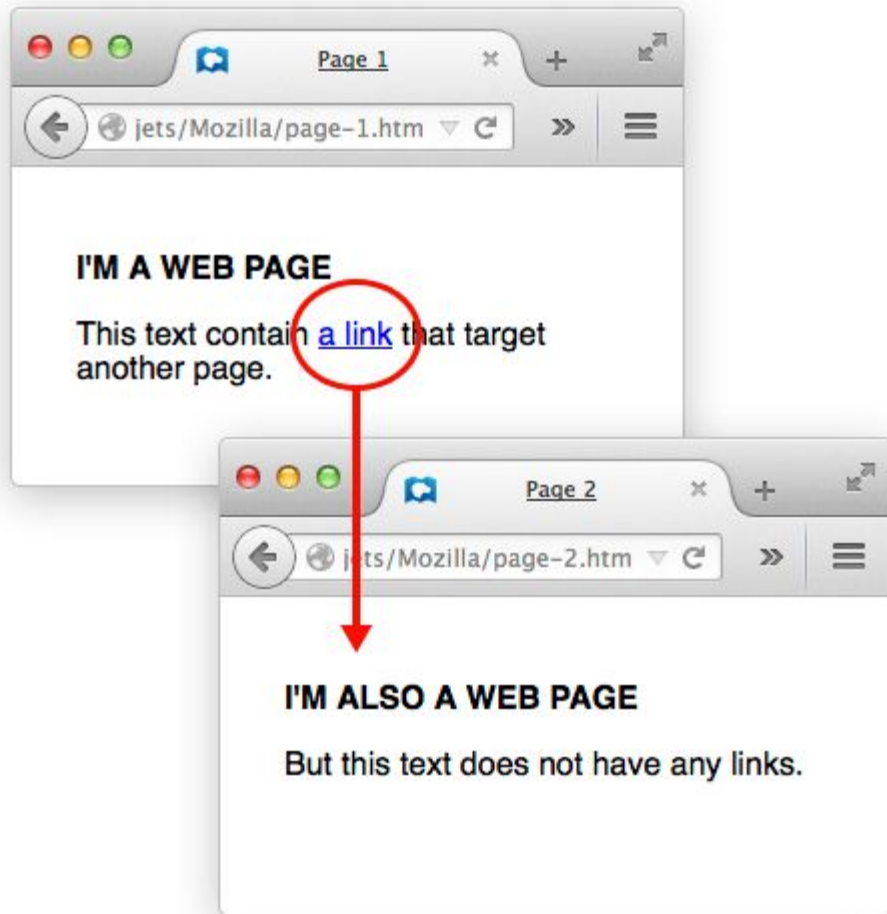 Page 1
jets/Mozilla/page-1.htm
I'M A WEB PAGE
This text contain a link that target
another page.
Page 2
jets/Mozilla/page-2.htm
I'M ALSO A WEB PAGE
But this text does not have any links.